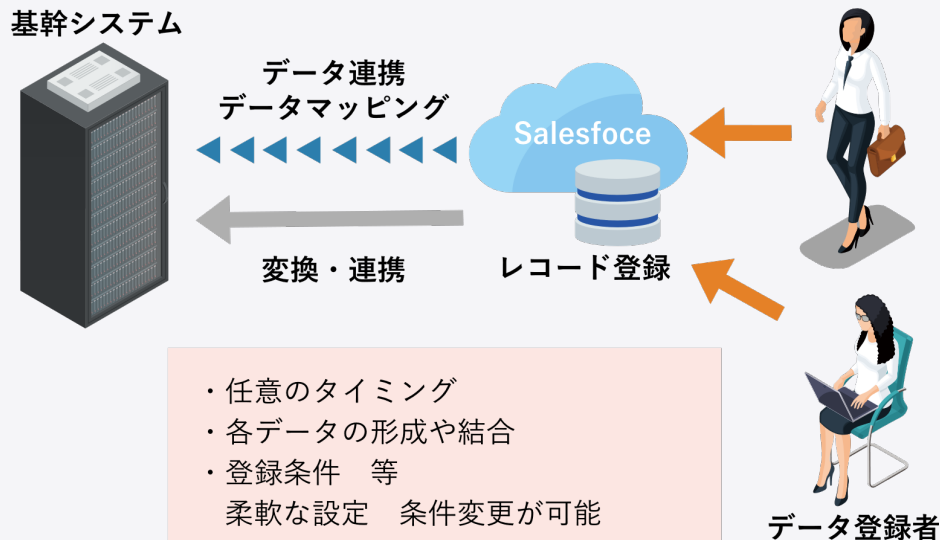 基幹システム
データ連携
データマッピング
Salesfoce
変換・連携
レコード登録
・任意のタイミング
・各データの形成や結合
・登録条件　等
柔軟な設定　条件変更が可能
データ登録者